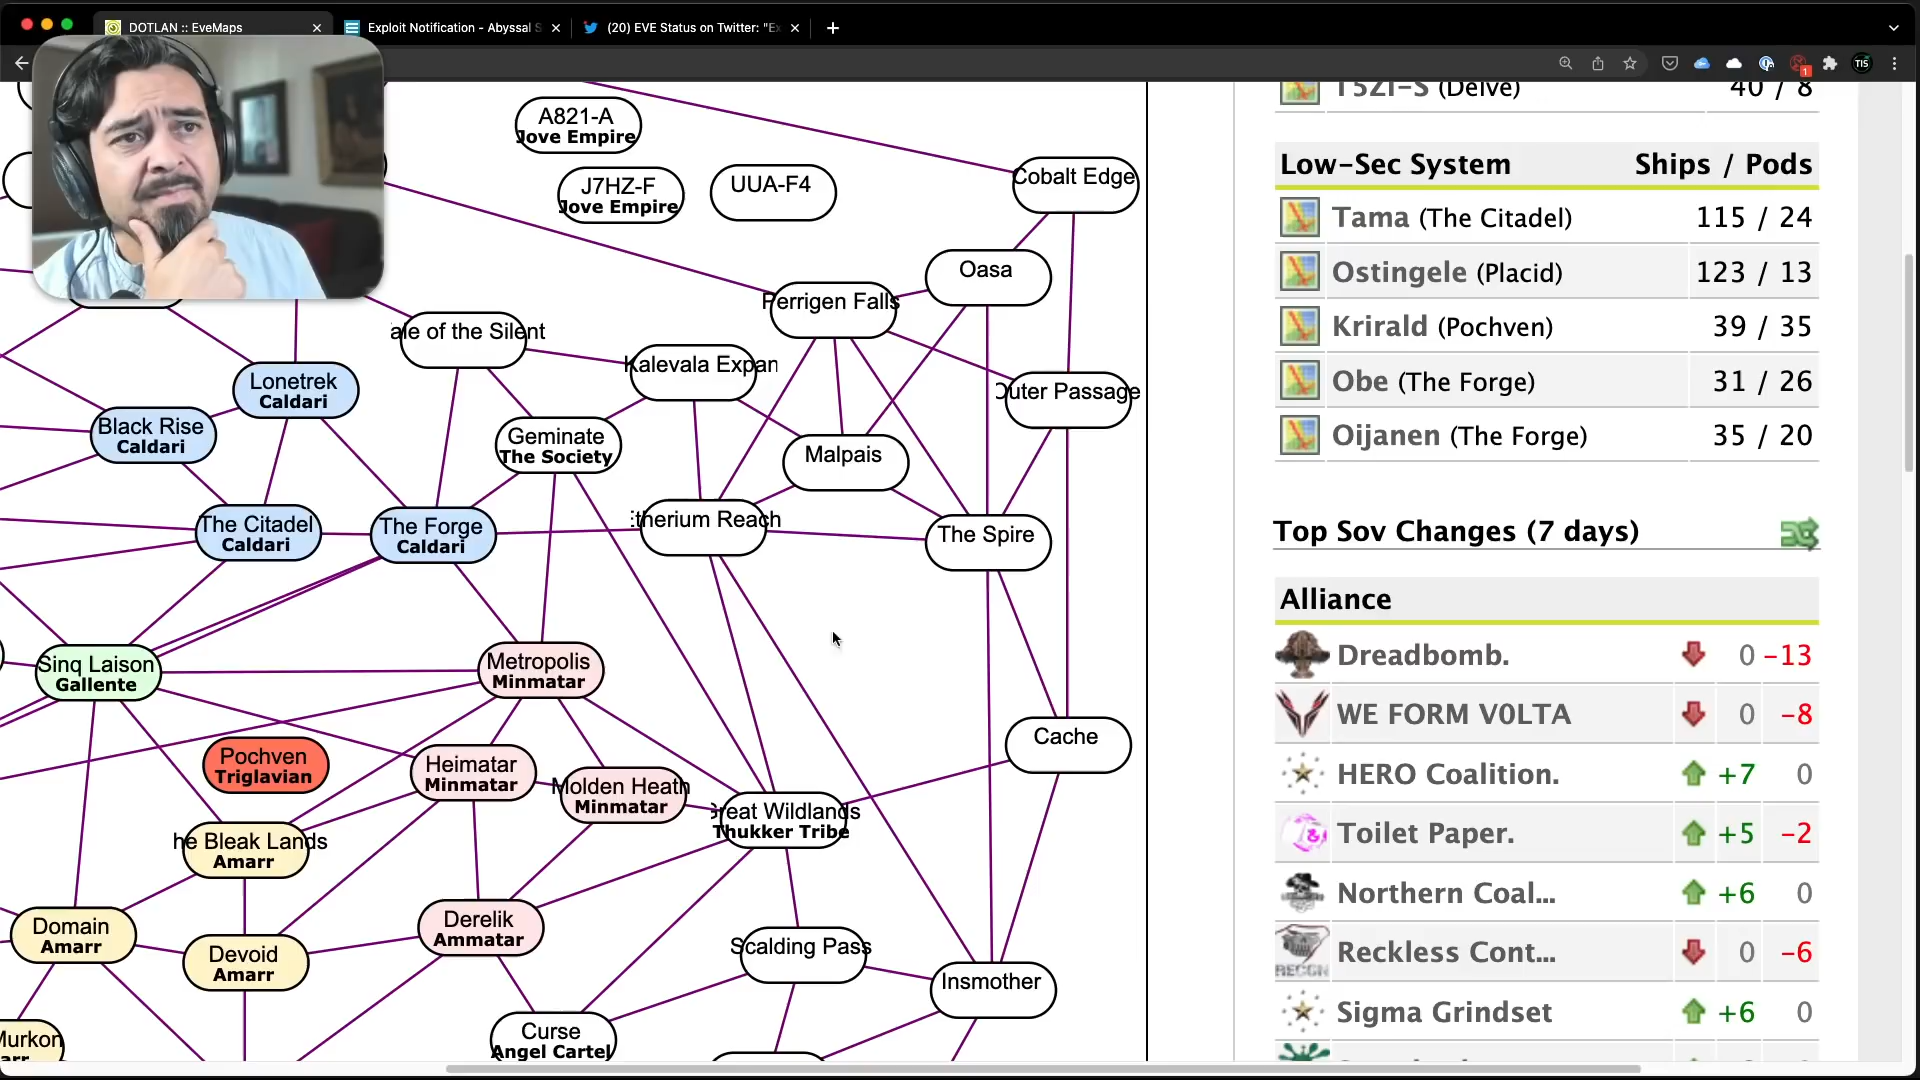 DOTLAN :: EveMaps
Exploit Notification - Abyssal S
(20) EVE Status on Twitter: "Ex
TIS
1
A821-A
Jove Empire
J7HZ-F
Jove Empire
UUA-F4
Cobalt Edge
Oasa
Perrigen Falls
ale of the Silent
Kalevala Expan
Outer Passage
Lonetrek
Caldari
Black Rise
Caldari
Geminate
The Society
Malpais
The Citadel
Caldari
The Forge
Caldari
Etherium Reach
The Spire
Sinq Laison
Gallente
Metropolis
Minmatar
Cache
Pochven
Triglavian
Heimatar
Minmatar
Molden Heath
Minmatar
Great Wildlands
Thukker Tribe
he Bleak Lands
Amarr
Domain
Amarr
Devoid
Amarr
Derelik
Ammatar
Scalding Pass
Insmother
Curse
Angel Cartel
Murkon
arr
T5ZI-S (Delve) 40 / 8
Low-Sec System Ships / Pods
Tama (The Citadel) 115 / 24
Ostingele (Placid) 123 / 13
Krirald (Pochven) 39 / 35
Obe (The Forge) 31 / 26
Oijanen (The Forge) 35 / 20
Top Sov Changes (7 days)
Alliance
Dreadbomb. 0 -13
WE FORM V0LTA 0 -8
HERO Coalition. +7 0
Toilet Paper. +5 -2
Northern Coal... +6 0
RECON
Reckless Cont... 0 -6
Sigma Grindset +6 0